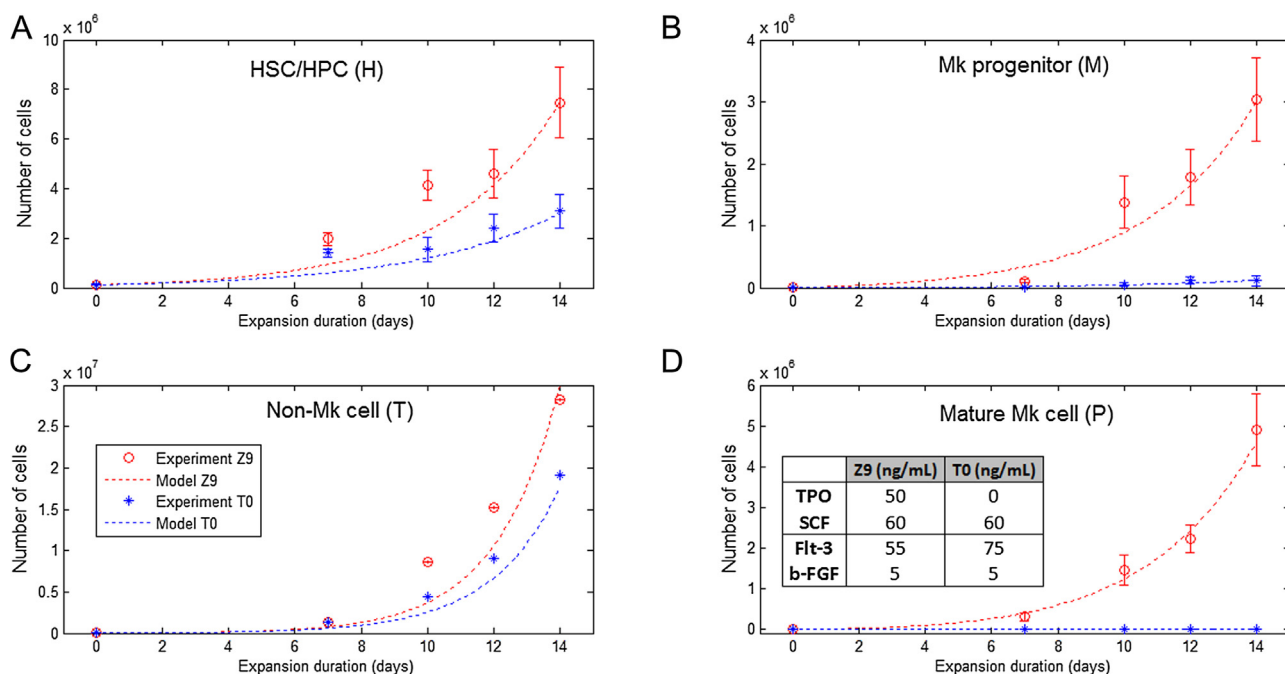 A
× 10^6
HSC/HPC (H)
Number of cells
10
8
6
4
2
0
0 2 4 6 8 10 12 14
Expansion duration (days)
B
× 10^6
Mk progenitor (M)
Number of cells
4
3
2
1
0
0 2 4 6 8 10 12 14
Expansion duration (days)
C
× 10^7
Non-Mk cell (T)
Number of cells
3
2.5
2
1.5
1
0.5
0
Experiment Z9
Model Z9
Experiment T0
Model T0
0 2 4 6 8 10 12 14
Expansion duration (days)
D
× 10^6
Mature Mk cell (P)
Number of cells
6
5
4
3
2
1
0
Z9 (ng/mL) T0 (ng/mL)
TPO 50 0
SCF 60 60
Flt-3 55 75
b-FGF 5 5
0 2 4 6 8 10 12 14
Expansion duration (days)